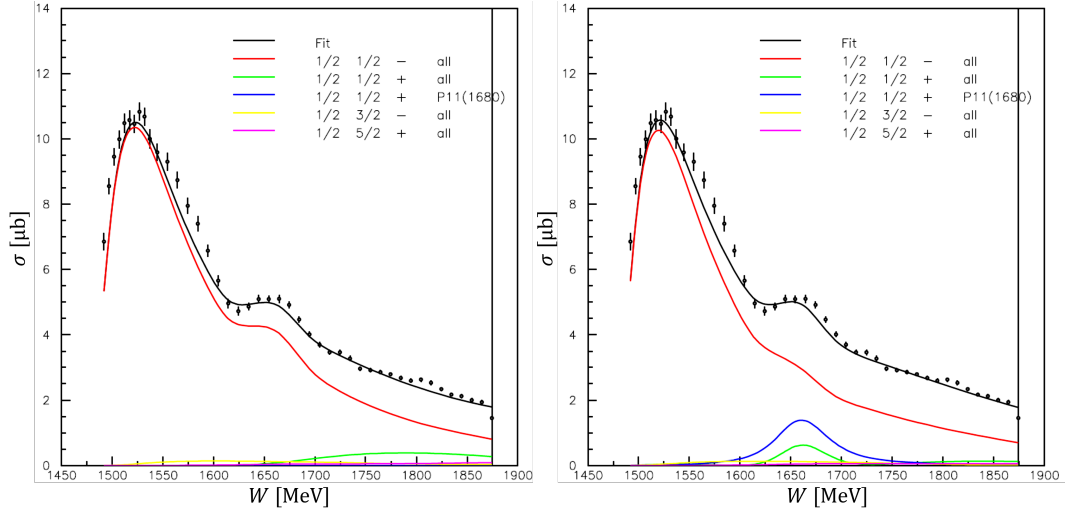 14
12
10
8
6
4
2
0
σ [μb]
Fit
1/2 1/2 − all
1/2 1/2 + all
1/2 1/2 + P11(1680)
1/2 3/2 − all
1/2 5/2 + all
1450 1500 1550 1600 1650 1700 1750 1800 1850 1900
W [MeV]
14
12
10
8
6
4
2
0
σ [μb]
Fit
1/2 1/2 − all
1/2 1/2 + all
1/2 1/2 + P11(1680)
1/2 3/2 − all
1/2 5/2 + all
1450 1500 1550 1600 1650 1700 1750 1800 1850 1900
W [MeV]